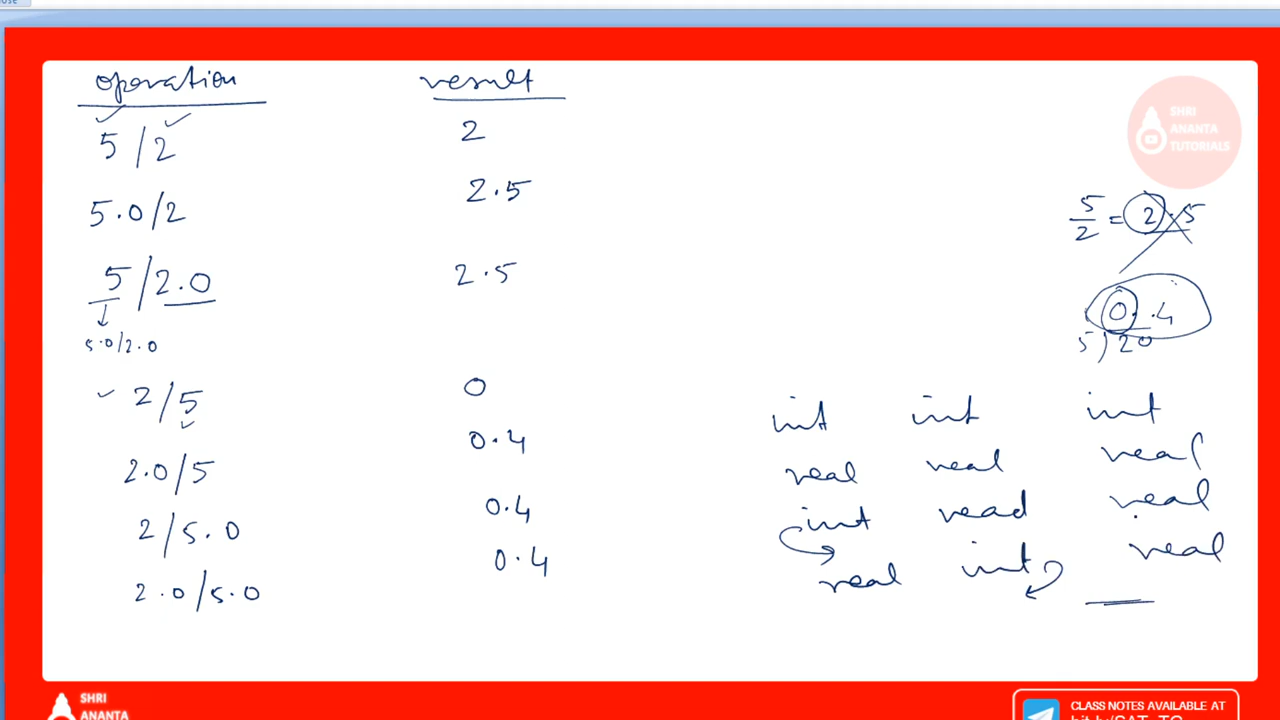 operation result
5/2 2
5.0/2 2.5
5/2.0 2.5
5.0/2.0
2/5 0
2.0/5 0.4
2/5.0 0.4
2.0/5.0 0.4
SHRI
ANANTA
TUTORIALS
5/2 = 2.5
0.4
5)20
int int int
real real real
int read real
real int real
SHRI
ANANTA
CLASS NOTES AVAILABLE AT